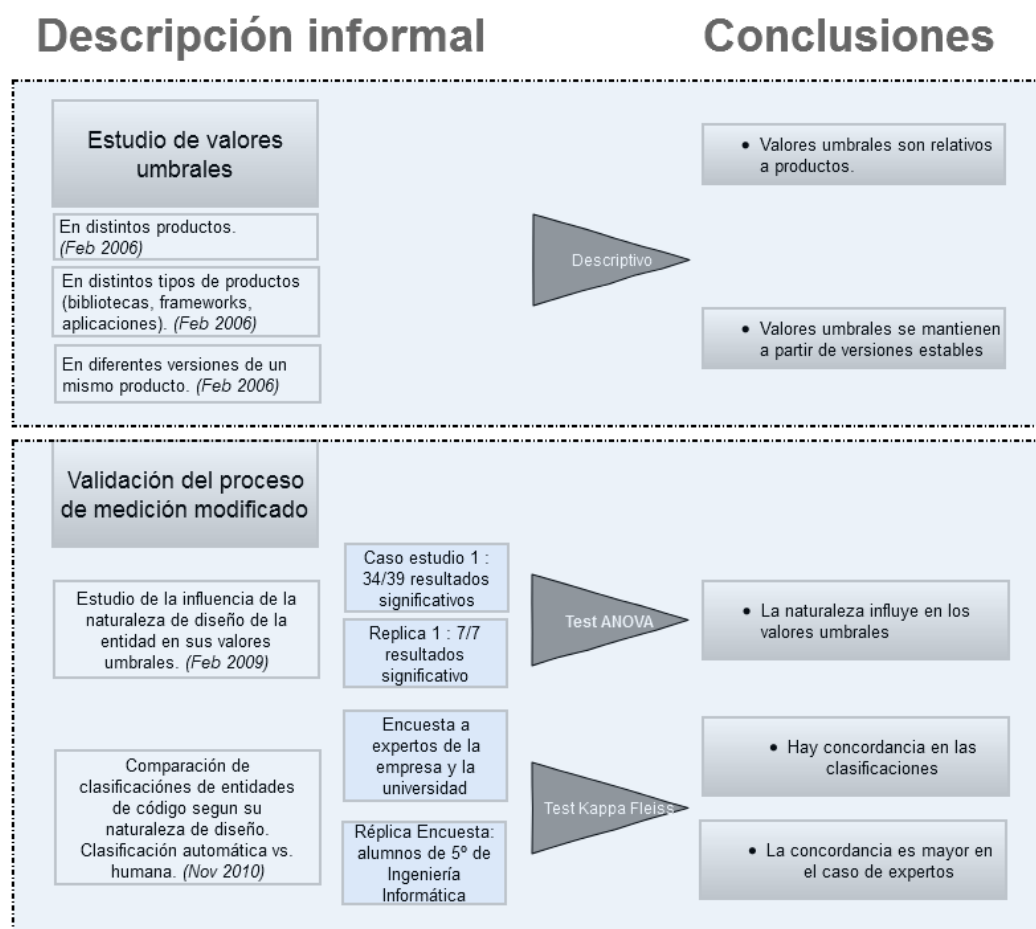 Descripción informal
Conclusiones
Estudio de valores
umbrales
En distintos productos.
(Feb 2006)
En distintos tipos de productos
(bibliotecas, frameworks,
aplicaciones). (Feb 2006)
En diferentes versiones de un
mismo producto. (Feb 2006)
Descriptivo
• Valores umbrales son relativos
a productos.
• Valores umbrales se mantienen
a partir de versiones estables
Validación del proceso
de medición modificado
Estudio de la influencia de la
naturaleza de diseño de la
entidad en sus valores
umbrales. (Feb 2009)
Caso estudio 1 :
34/39 resultados
significativos
Replica 1 : 7/7
resultados
significativo
Test ANOVA
• La naturaleza influye en los
valores umbrales
Comparación de
clasificaciónes de entidades
de código segun su
naturaleza de diseño.
Clasificación automática vs.
humana. (Nov 2010)
Encuesta a
expertos de la
empresa y la
universidad
Réplica Encuesta:
alumnos de 5º de
Ingeniería
Informática
Test Kappa Fleiss
• Hay concordancia en las
clasificaciones
• La concordancia es mayor en
el caso de expertos